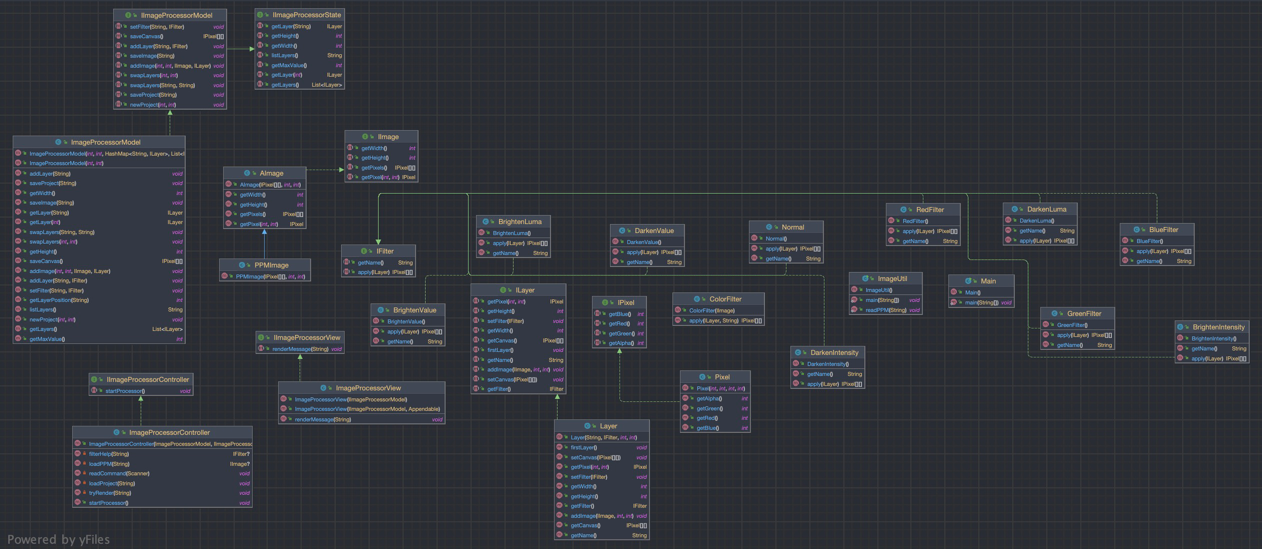 IImageProcessorModel
setFilter(String, IFilter) void
saveCanvas() IPixel[][]
addLayer(String, IFilter) void
saveImage(String) void
addImage(int, int, IImage, ILayer) void
swapLayers(int, int) void
swapLayers(String, String) void
saveProject(String) void
newProject(int, int) void
IImageProcessorState
getLayer(String) ILayer
getHeight() int
getWidth() int
listLayers() String
getMaxValue() int
getLayer(int) ILayer
getLayers() List<ILayer>
ImageProcessorModel
ImageProcessorModel(int, int, HashMap<String, ILayer>, List<I
ImageProcessorModel(int, int)
addLayer(String) void
saveProject(String) void
getWidth() int
saveImage(String) void
getLayer(String) ILayer
getLayer(int) ILayer
swapLayers(String, String) void
swapLayers(int, int) void
getHeight() int
saveCanvas() IPixel[][]
addImage(int, int, IImage, ILayer) void
addLayer(String, IFilter) void
setFilter(String, IFilter) void
getLayerPosition(String) int
listLayers() String
newProject(int, int) void
getLayers() List<ILayer>
getMaxValue() int
IImage
getWidth() int
getHeight() int
getPixels() IPixel[][]
getPixel(int, int) IPixel
AImage
AImage(IPixel[][], int, int)
getWidth() int
getHeight() int
getPixels() IPixel[][]
getPixel(int, int) IPixel
PPMImage
PPMImage(Pixel[][], int, int)
IFilter
getName() String
apply(ILayer) IPixel[][]
BrightenLuma
BrightenLuma()
apply(ILayer) IPixel[][]
getName() String
DarkenValue
DarkenValue()
apply(ILayer) IPixel[][]
getName() String
Normal
Normal()
apply(ILayer) IPixel[][]
getName() String
RedFilter
RedFilter()
apply(ILayer) IPixel[][]
getName() String
DarkenLuma
DarkenLuma()
getName() String
apply(ILayer) IPixel[][]
BlueFilter
BlueFilter()
apply(ILayer) IPixel[][]
getName() String
BrightenValue
BrightenValue()
apply(ILayer) IPixel[][]
getName() String
ILayer
getPixel(int, int) IPixel
getHeight() int
setFilter(IFilter) void
getWidth() int
getCanvas() IPixel[][]
firstLayer() void
getName() String
addImage(IImage, int, int) void
setCanvas(IPixel[][]) void
getFilter() IFilter
IPixel
getBlue() int
getRed() int
getGreen() int
getAlpha() int
ColorFilter
ColorFilter(IImage)
apply(ILayer, String) IPixel[][]
ImageUtil
ImageUtil()
main(String[]) void
readPPM(String) void
Main
Main()
main(String[]) void
GreenFilter
GreenFilter()
apply(ILayer) IPixel[][]
getName() String
BrightenIntensity
BrightenIntensity()
getName() String
apply(ILayer) IPixel[][]
DarkenIntensity
DarkenIntensity()
getName() String
apply(ILayer) IPixel[][]
IImageProcessorView
renderMessage(String) void
ImageProcessorView
ImageProcessorView(IImageProcessorModel)
ImageProcessorView(IImageProcessorModel, Appendable)
renderMessage(String) void
IImageProcessorController
startProcessor() void
ImageProcessorController
ImageProcessorController(ImageProcessorModel, IImageProcess
filterHelp(String) IFilter?
loadPPM(String) IImage?
readCommand(Scanner) void
loadProject(String) void
tryRender(String) void
startProcessor() void
Pixel
Pixel(int, int, int, int)
getAlpha() int
getGreen() int
getRed() int
getBlue() int
Layer
Layer(String, IFilter, int, int)
firstLayer() void
setCanvas(IPixel[][]) void
getPixel(int, int) IPixel
setFilter(IFilter) void
getWidth() int
getHeight() int
getFilter() IFilter
addImage(IImage, int, int) void
getCanvas() IPixel[][]
getName() String
Powered by yFiles